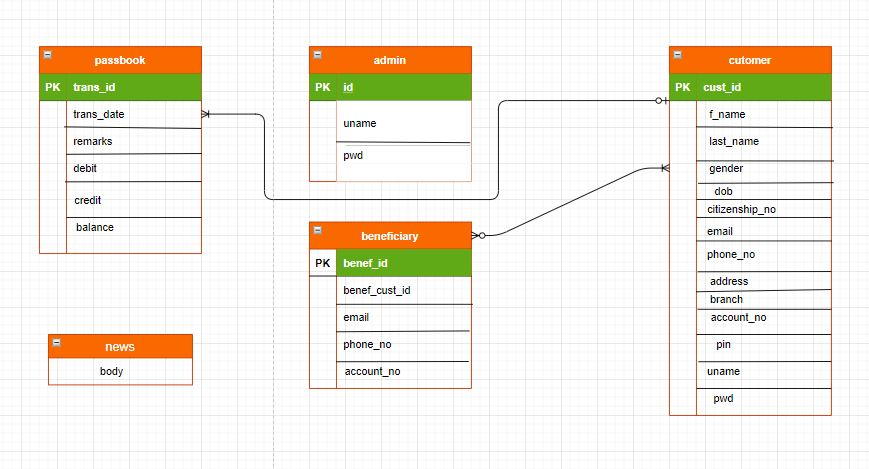 passbook
PK trans_id
trans_date
remarks
debit
credit
balance
admin
PK id
uname
pwd
cutomer
PK cust_id
f_name
last_name
gender
dob
citizenship_no
email
phone_no
address
branch
account_no
pin
uname
pwd
beneficiary
PK benef_id
benef_cust_id
email
phone_no
account_no
news
body